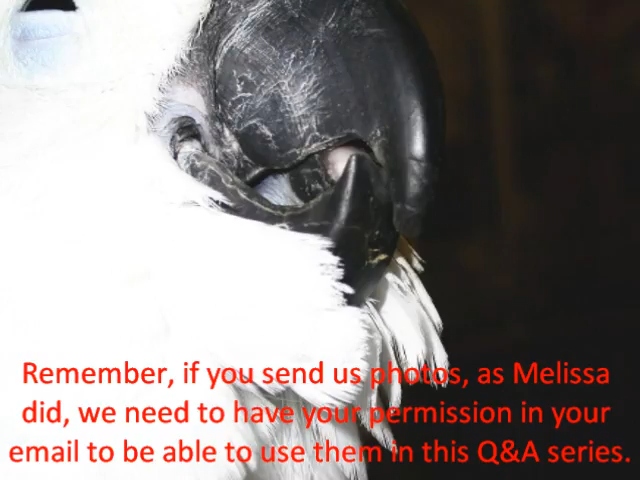 Remember, if you send us photos, as Melissa
did, we need to have your permission in your
email to be able to use them in this Q&A series.